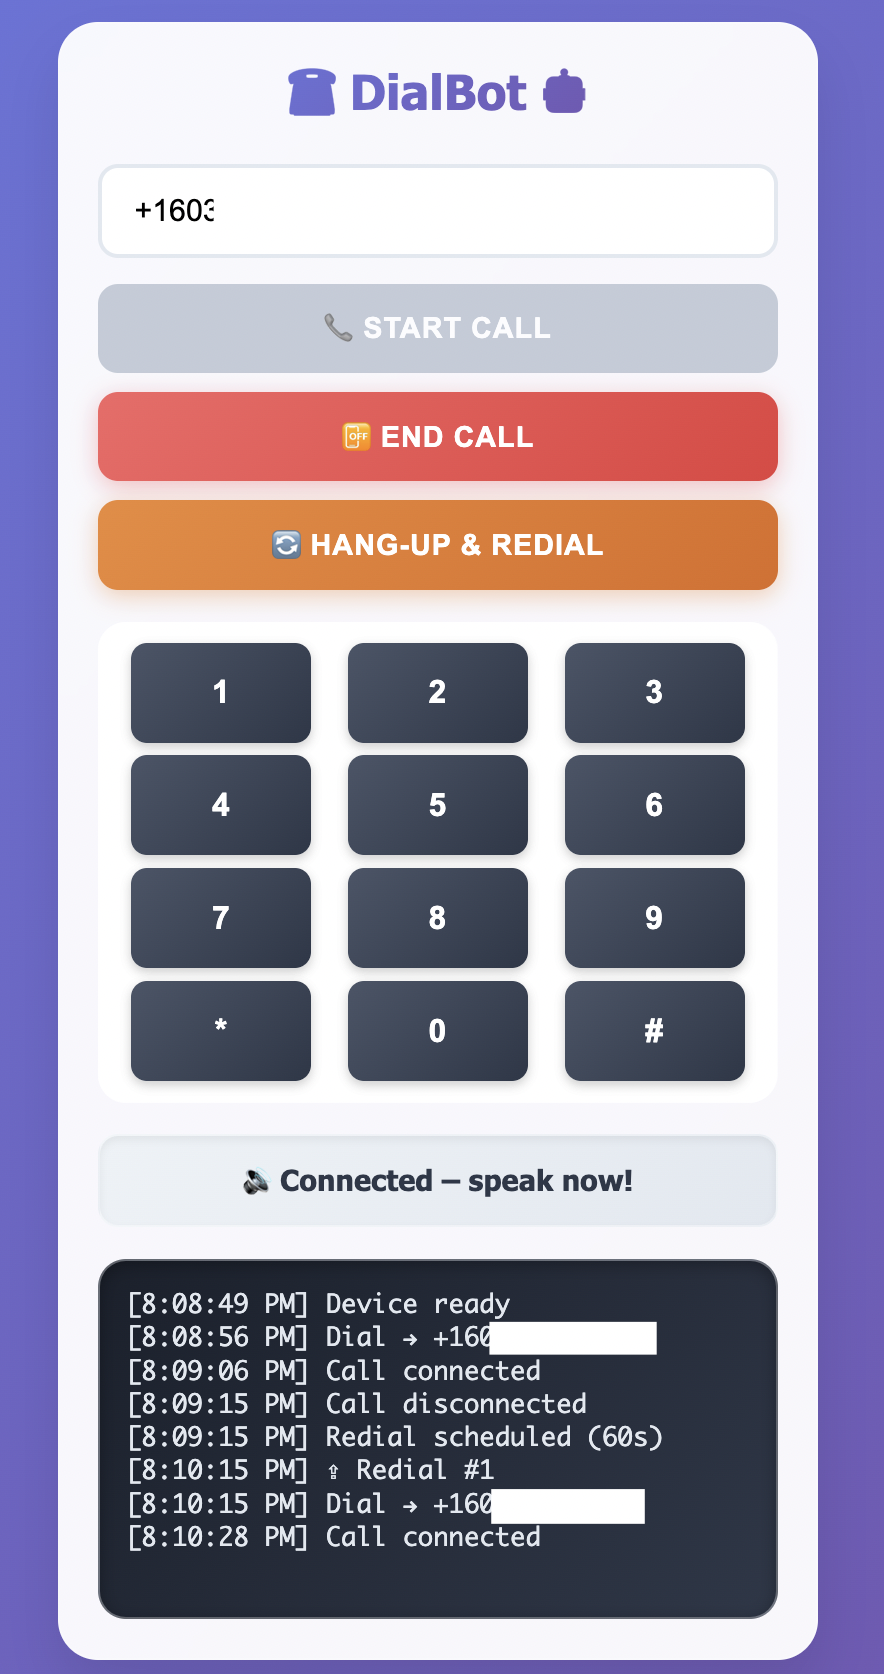 DialBot
+1603
START CALL
OFF END CALL
HANG-UP & REDIAL
1 2 3
4 5 6
7 8 9
* 0 #
Connected – speak now!
[8:08:49 PM] Device ready
[8:08:56 PM] Dial → +160
[8:09:06 PM] Call connected
[8:09:15 PM] Call disconnected
[8:09:15 PM] Redial scheduled (60s)
[8:10:15 PM] ⇪ Redial #1
[8:10:15 PM] Dial → +160
[8:10:28 PM] Call connected